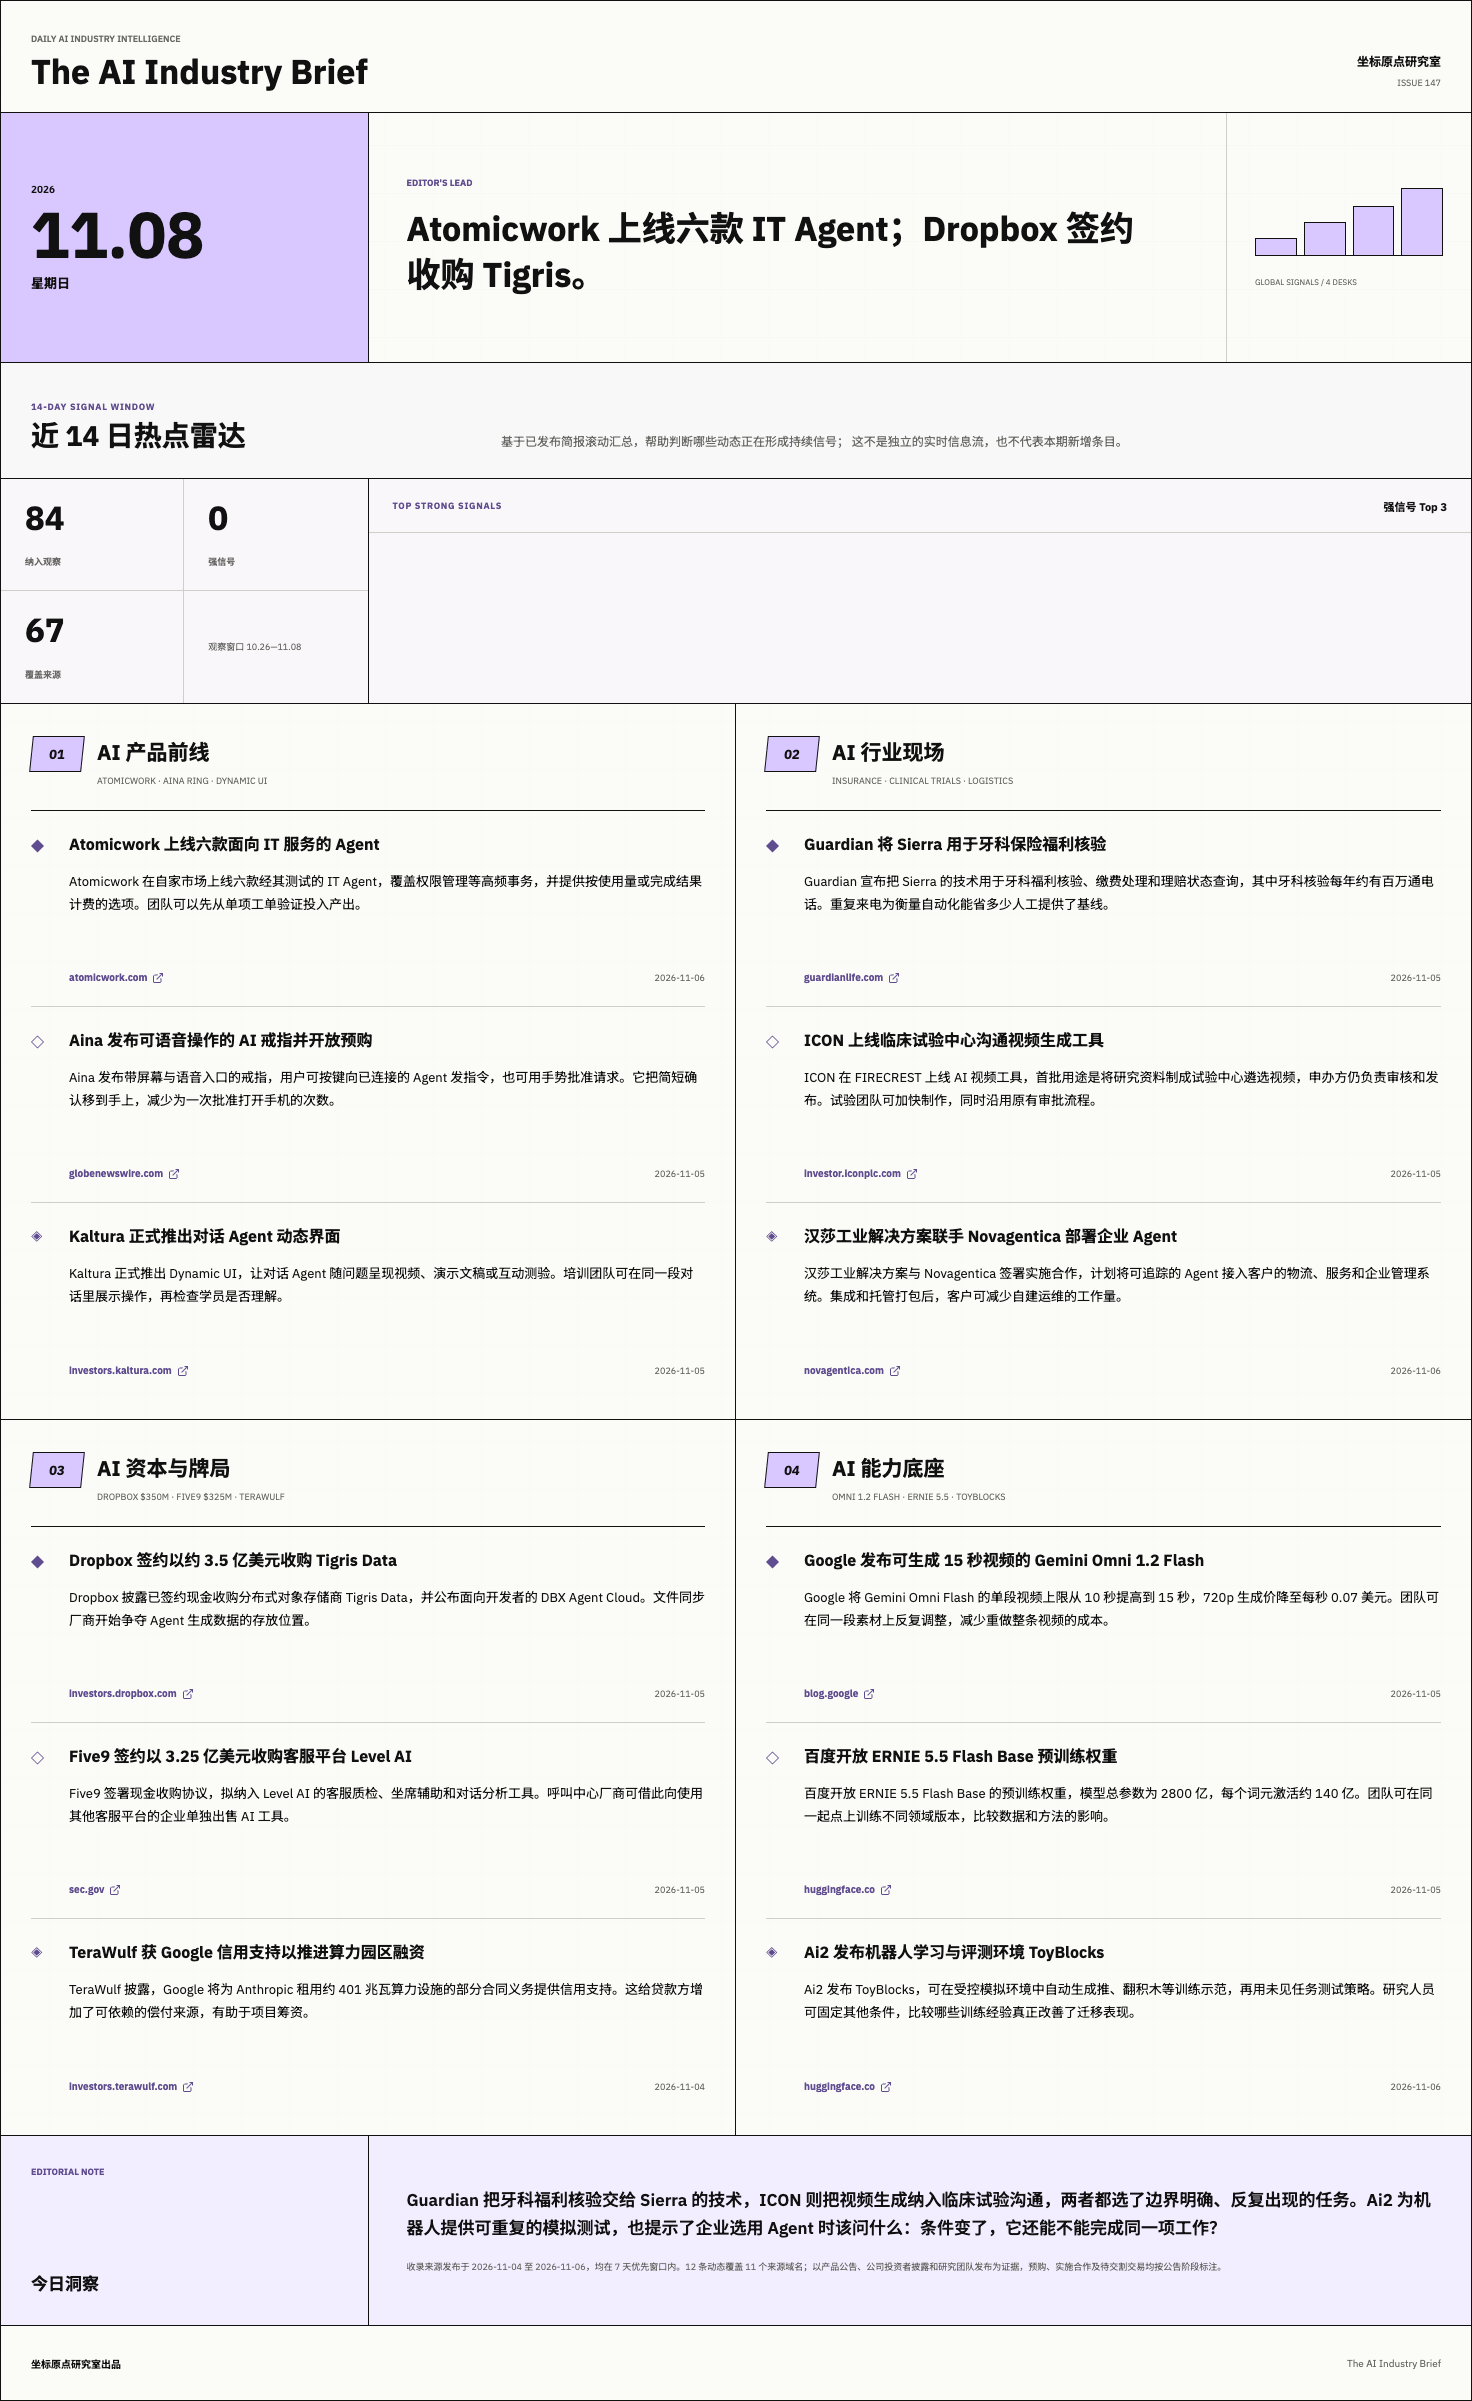 DAILY AI INDUSTRY INTELLIGENCE
The AI Industry Brief
坐标原点研究室
ISSUE 147
2026
11.08
星期日
EDITOR'S LEAD
Atomicwork 上线六款 IT Agent；Dropbox 签约
收购 Tigris。
GLOBAL SIGNALS / 4 DESKS
14-DAY SIGNAL WINDOW
近 14 日热点雷达
基于已发布简报滚动汇总，帮助判断哪些动态正在形成持续信号； 这不是独立的实时信息流，也不代表本期新增条目。
84
纳入观察
0
强信号
67
覆盖来源
观察窗口 10.26—11.08
TOP STRONG SIGNALS
强信号 Top 3
01
AI 产品前线
ATOMICWORK · AINA RING · DYNAMIC UI
Atomicwork 上线六款面向 IT 服务的 Agent
Atomicwork 在自家市场上线六款经其测试的 IT Agent，覆盖权限管理等高频事务，并提供按使用量或完成结果
计费的选项。团队可以先从单项工单验证投入产出。
atomicwork.com
2026-11-06
Aina 发布可语音操作的 AI 戒指并开放预购
Aina 发布带屏幕与语音入口的戒指，用户可按键向已连接的 Agent 发指令，也可用手势批准请求。它把简短确
认移到手上，减少为一次批准打开手机的次数。
globenewswire.com
2026-11-05
Kaltura 正式推出对话 Agent 动态界面
Kaltura 正式推出 Dynamic UI，让对话 Agent 随问题呈现视频、演示文稿或互动测验。培训团队可在同一段对
话里展示操作，再检查学员是否理解。
investors.kaltura.com
2026-11-05
02
AI 行业现场
INSURANCE · CLINICAL TRIALS · LOGISTICS
Guardian 将 Sierra 用于牙科保险福利核验
Guardian 宣布把 Sierra 的技术用于牙科福利核验、缴费处理和理赔状态查询，其中牙科核验每年约有百万通电
话。重复来电为衡量自动化能省多少人工提供了基线。
guardianlife.com
2026-11-05
ICON 上线临床试验中心沟通视频生成工具
ICON 在 FIRECREST 上线 AI 视频工具，首批用途是将研究资料制成试验中心遴选视频，申办方仍负责审核和发
布。试验团队可加快制作，同时沿用原有审批流程。
investor.iconplc.com
2026-11-05
汉莎工业解决方案联手 Novagentica 部署企业 Agent
汉莎工业解决方案与 Novagentica 签署实施合作，计划将可追踪的 Agent 接入客户的物流、服务和企业管理系
统。集成和托管打包后，客户可减少自建运维的工作量。
novagentica.com
2026-11-06
03
AI 资本与牌局
DROPBOX $350M · FIVE9 $325M · TERAWULF
Dropbox 签约以约 3.5 亿美元收购 Tigris Data
Dropbox 披露已签约现金收购分布式对象存储商 Tigris Data，并公布面向开发者的 DBX Agent Cloud。文件同步
厂商开始争夺 Agent 生成数据的存放位置。
investors.dropbox.com
2026-11-05
Five9 签约以 3.25 亿美元收购客服平台 Level AI
Five9 签署现金收购协议，拟纳入 Level AI 的客服质检、坐席辅助和对话分析工具。呼叫中心厂商可借此向使用
其他客服平台的企业单独出售 AI 工具。
sec.gov
2026-11-05
TeraWulf 获 Google 信用支持以推进算力园区融资
TeraWulf 披露，Google 将为 Anthropic 租用约 401 兆瓦算力设施的部分合同义务提供信用支持。这给贷款方增
加了可依赖的偿付来源，有助于项目筹资。
investors.terawulf.com
2026-11-04
04
AI 能力底座
OMNI 1.2 FLASH · ERNIE 5.5 · TOYBLOCKS
Google 发布可生成 15 秒视频的 Gemini Omni 1.2 Flash
Google 将 Gemini Omni Flash 的单段视频上限从 10 秒提高到 15 秒，720p 生成价降至每秒 0.07 美元。团队可
在同一段素材上反复调整，减少重做整条视频的成本。
blog.google
2026-11-05
百度开放 ERNIE 5.5 Flash Base 预训练权重
百度开放 ERNIE 5.5 Flash Base 的预训练权重，模型总参数为 2800 亿，每个词元激活约 140 亿。团队可在同
一起点上训练不同领域版本，比较数据和方法的影响。
huggingface.co
2026-11-05
Ai2 发布机器人学习与评测环境 ToyBlocks
Ai2 发布 ToyBlocks，可在受控模拟环境中自动生成推、翻积木等训练示范，再用未见任务测试策略。研究人员
可固定其他条件，比较哪些训练经验真正改善了迁移表现。
huggingface.co
2026-11-06
EDITORIAL NOTE
今日洞察
Guardian 把牙科福利核验交给 Sierra 的技术，ICON 则把视频生成纳入临床试验沟通，两者都选了边界明确、反复出现的任务。Ai2 为机
器人提供可重复的模拟测试，也提示了企业选用 Agent 时该问什么：条件变了，它还能不能完成同一项工作？
收录来源发布于 2026-11-04 至 2026-11-06，均在 7 天优先窗口内。12 条动态覆盖 11 个来源域名；以产品公告、公司投资者披露和研究团队发布为证据，预购、实施合作及待交割交易均按公告阶段标注。
坐标原点研究室出品
The AI Industry Brief